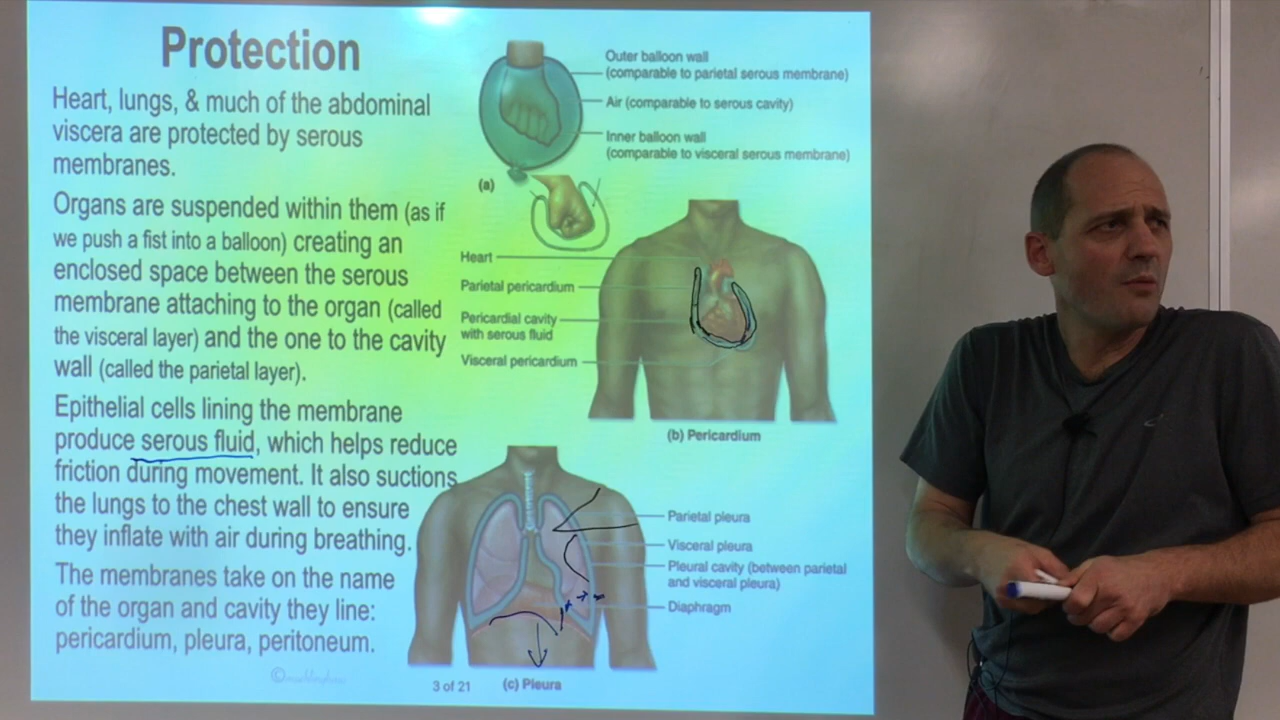 Protection
Heart, lungs, & much of the abdominal
viscera are protected by serous
membranes.
Organs are suspended within them (as if
we push a fist into a balloon) creating an
enclosed space between the serous
membrane attaching to the organ (called
the visceral layer) and the one to the cavity
wall (called the parietal layer).
Epithelial cells lining the membrane
produce serous fluid, which helps reduce
friction during movement. It also suctions
the lungs to the chest wall to ensure
they inflate with air during breathing.
The membranes take on the name
of the organ and cavity they line:
pericardium, pleura, peritoneum.
Outer balloon wall
(comparable to parietal serous membrane)
Air (comparable to serous cavity)
Inner balloon wall
(comparable to visceral serous membrane)
(a)
Heart
Parietal pericardium
Pericardial cavity
with serous fluid
Visceral pericardium
(b) Pericardium
Parietal pleura
Visceral pleura
Pleural cavity (between parietal
and visceral pleura)
Diaphragm
3 of 21
(c) Pleura